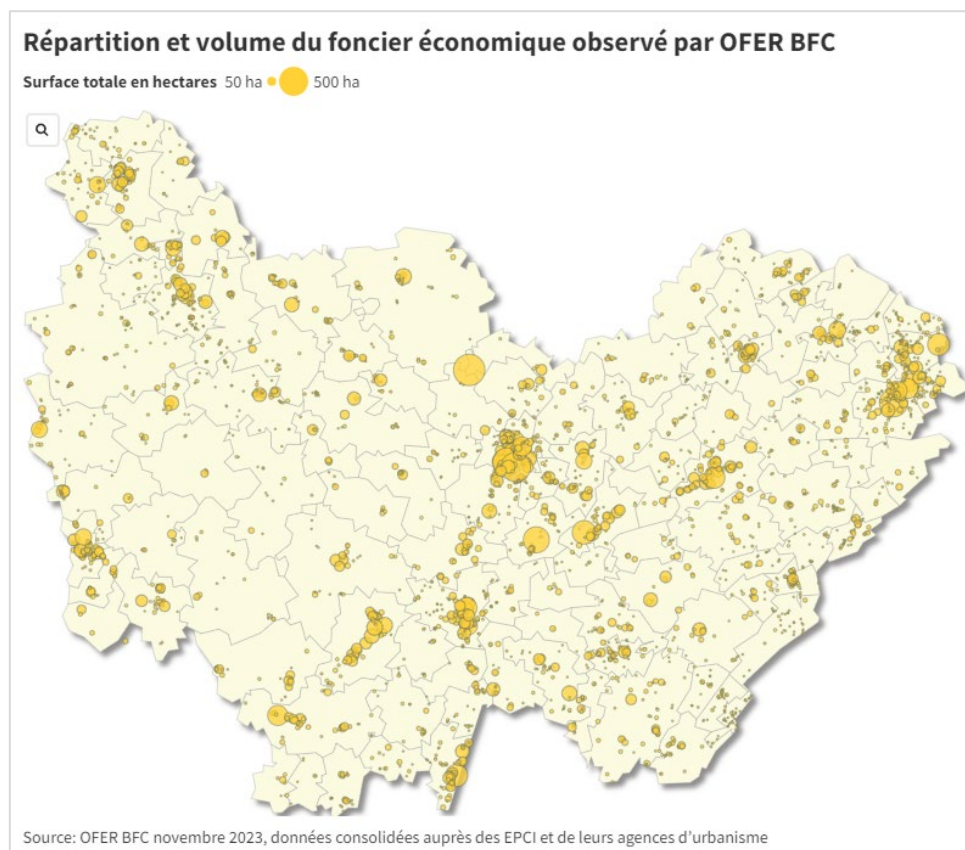 Répartition et volume du foncier économique observé par OFER BFC
Surface totale en hectares 50 ha 500 ha
Source: OFER BFC novembre 2023, données consolidées auprès des EPCI et de leurs agences d’urbanisme